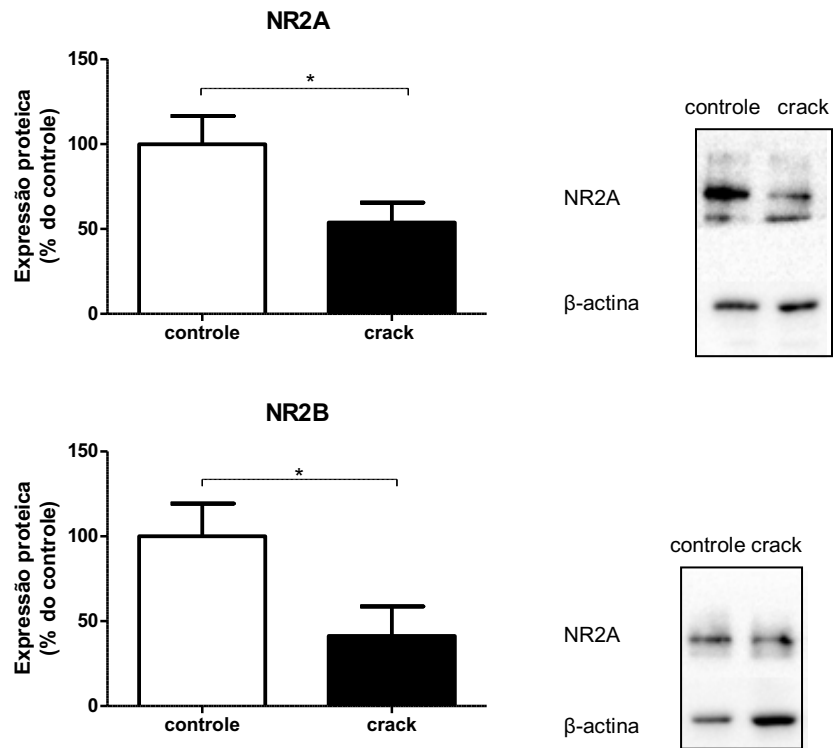 NR2A
Expressão proteica
(% do controle)
150
100
50
0
*
controle
crack
controle crack
NR2A
β-actina
NR2B
Expressão proteica
(% do controle)
150
100
50
0
*
controle
crack
controle crack
NR2A
β-actina